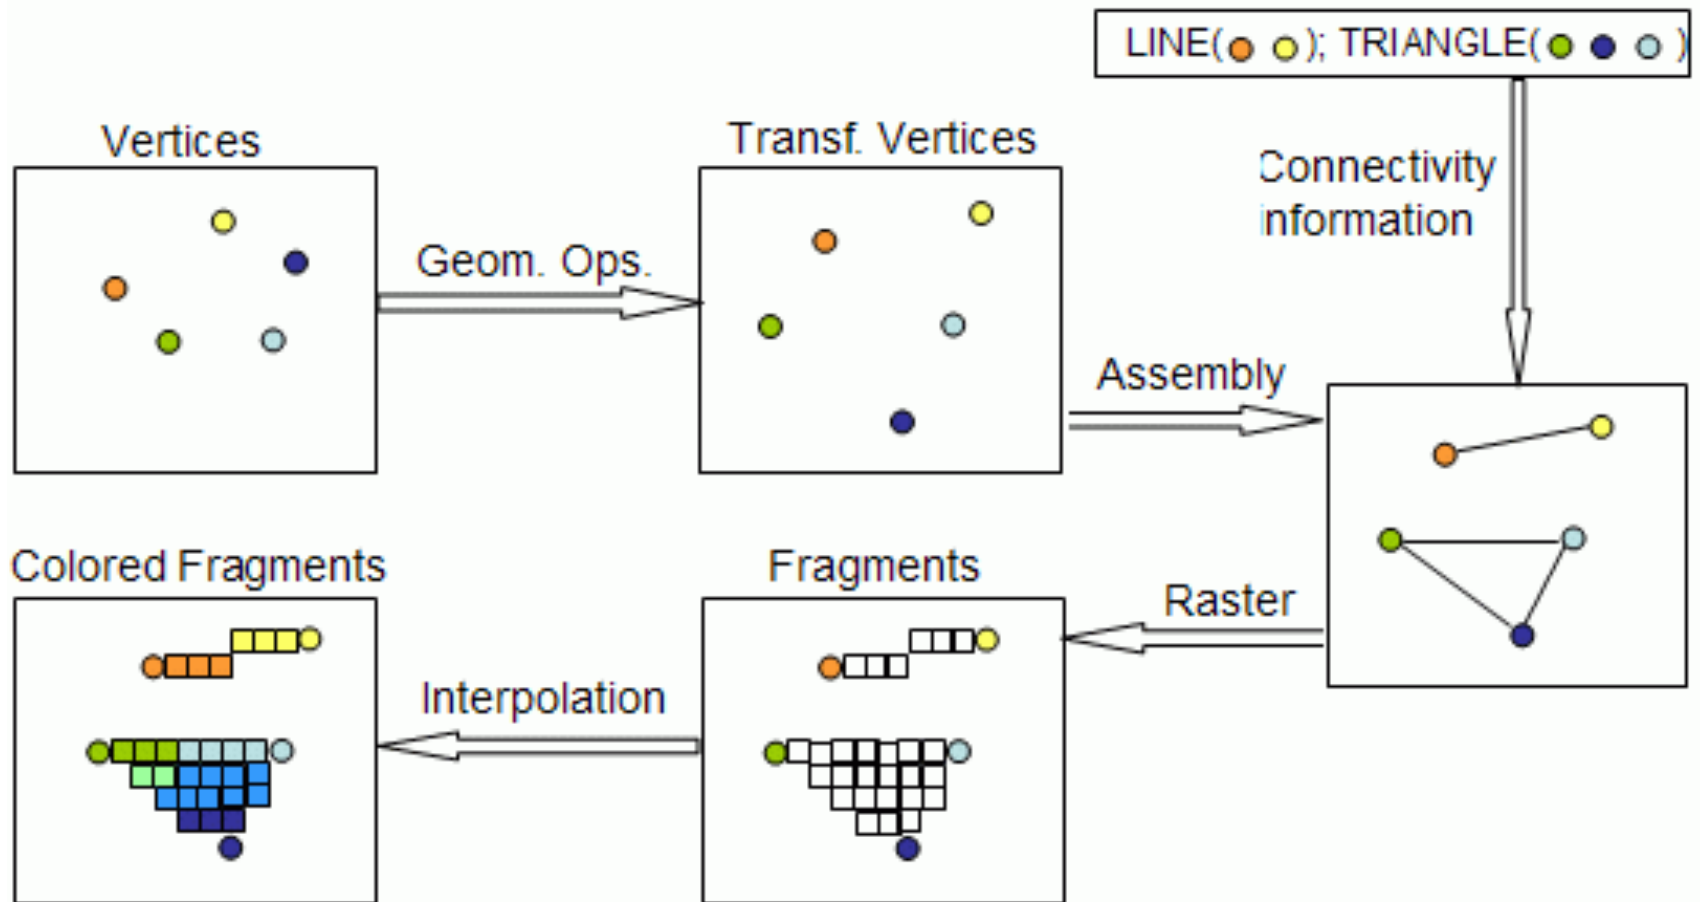 LINE( ); TRIANGLE( )
Vertices
Transf. Vertices
Connectivity
information
Geom. Ops.
Assembly
Colored Fragments
Fragments
Raster
Interpolation